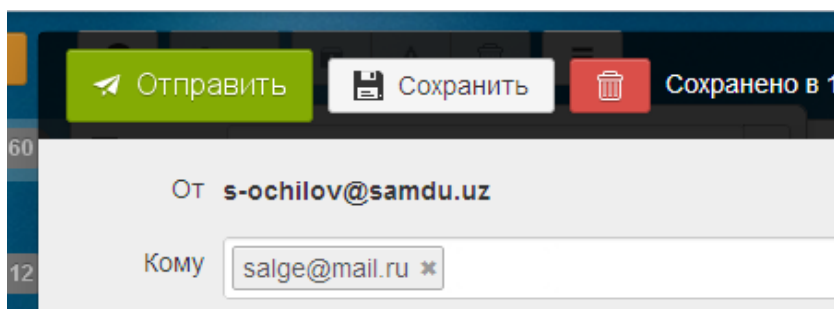 Отправить Сохранить Сохранено в 1
60
От s-ochilov@samdu.uz
Кому salge@mail.ru
12